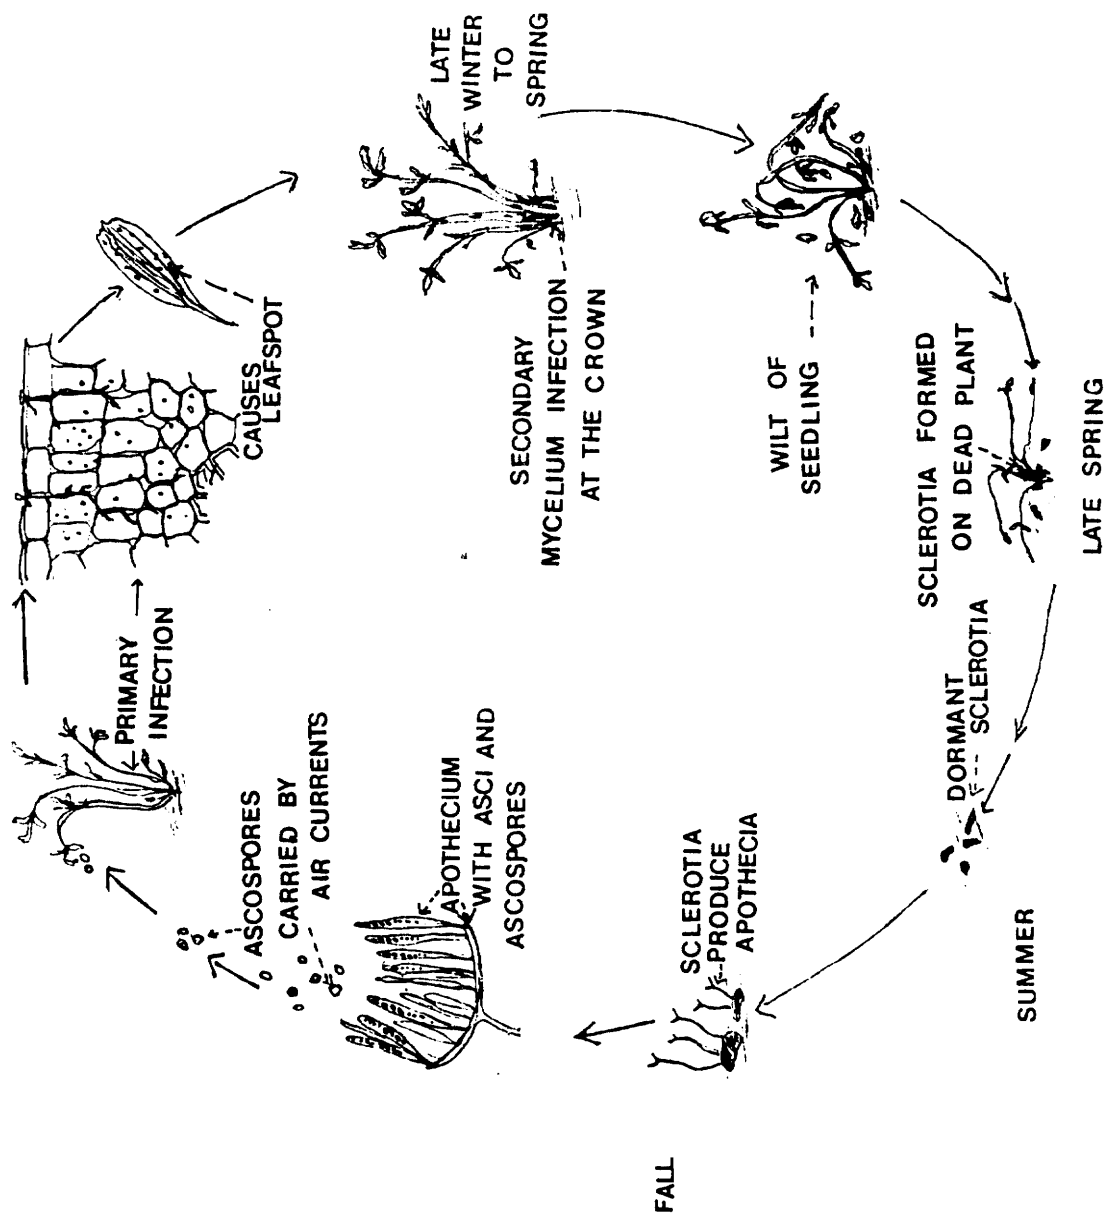 FALL
SCLEROTIA
PRODUCE
APOTHECIA
APOTHECIUM
WITH ASCI AND
ASCOSPORES
ASCOSPORES
CARRIED BY
AIR CURRENTS
PRIMARY
INFECTION
CAUSES
LEAFSPOT
LATE
WINTER
TO
SPRING
SECONDARY
MYCELIUM INFECTION
AT THE CROWN
WILT OF
SEEDLING
SCLEROTIA FORMED
ON DEAD PLANT
LATE SPRING
DORMANT
SCLEROTIA
SUMMER